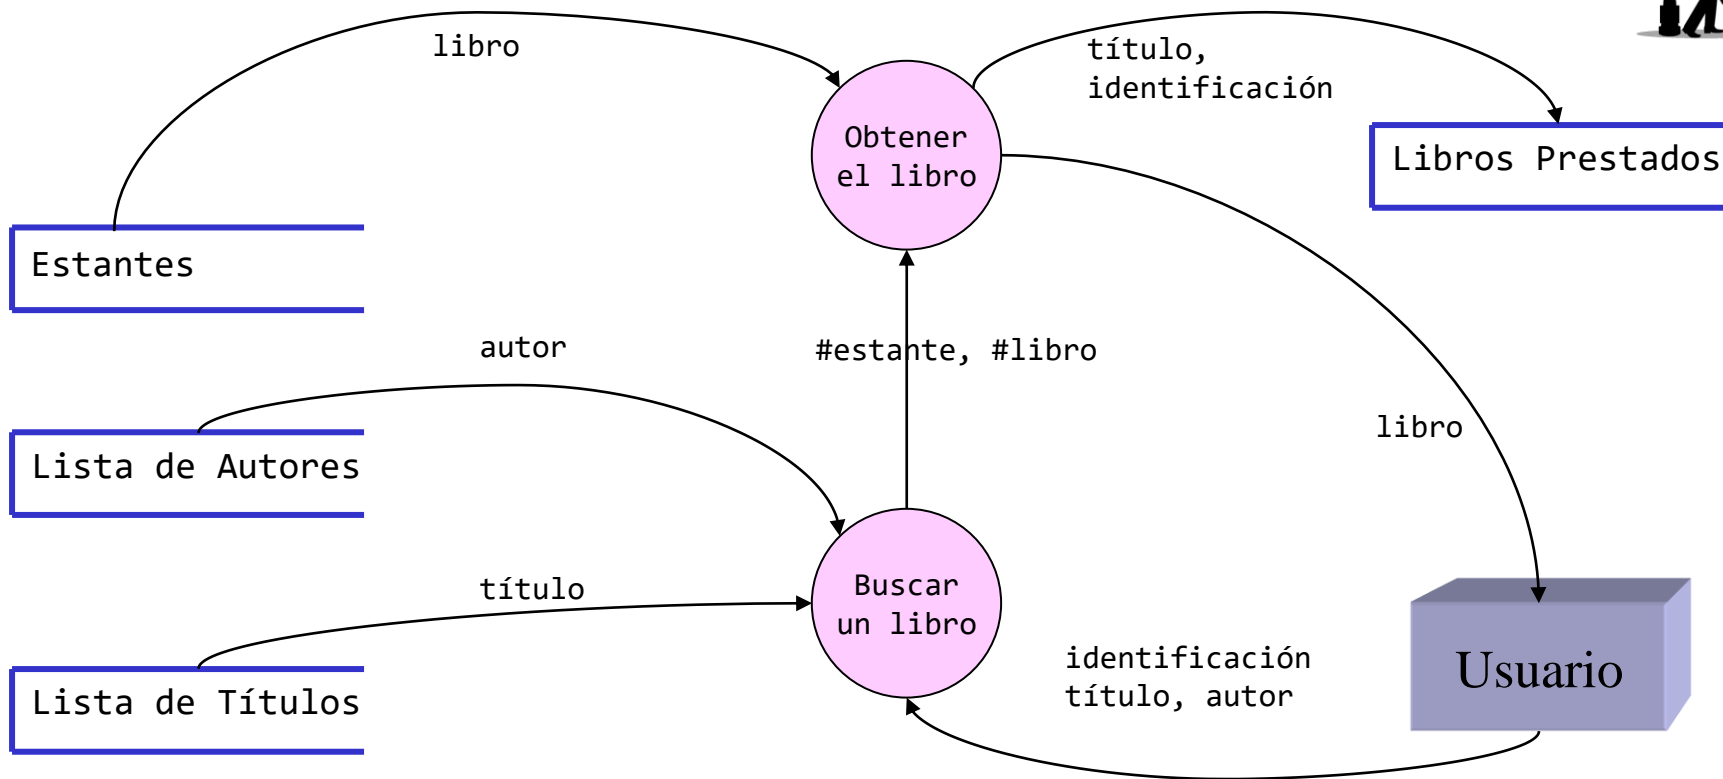 libro
título,
identificación
Obtener
el libro
Libros Prestados
Estantes
autor
#estante, #libro
libro
Lista de Autores
título
Buscar
un libro
identificación
título, autor
Usuario
Lista de Títulos